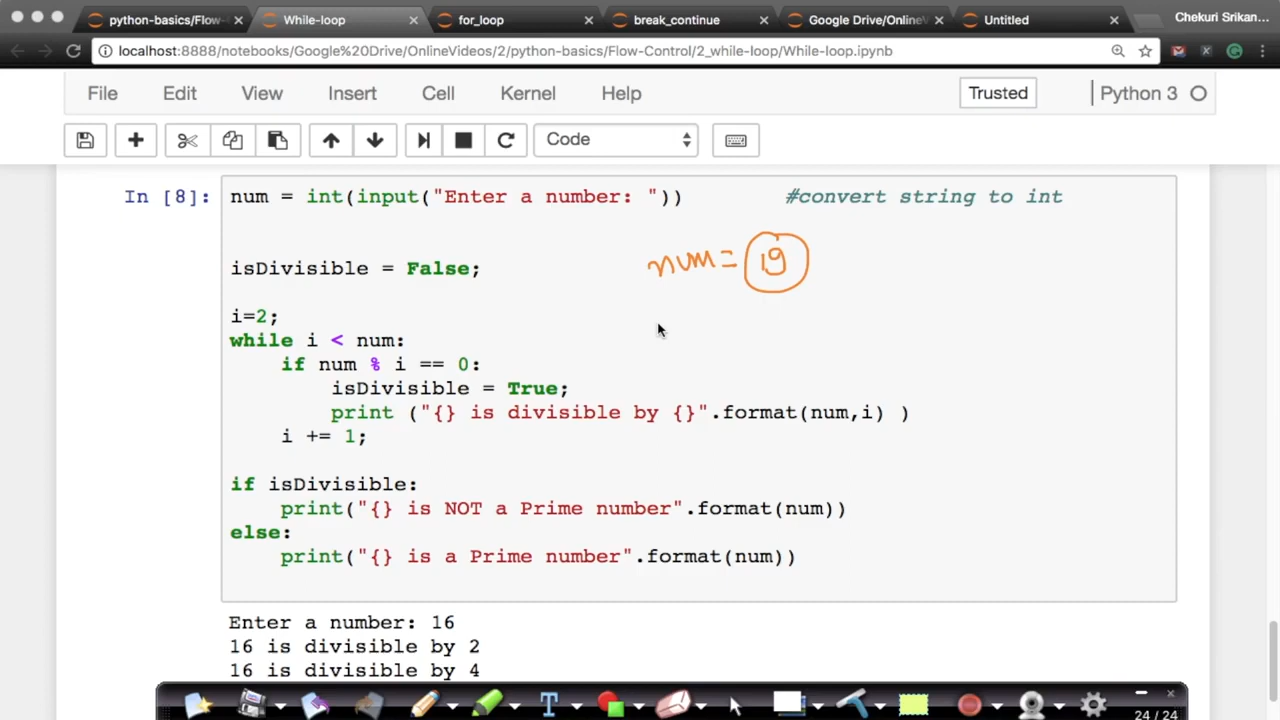 python-basics/Flow- While-loop for_loop break_continue Google Drive/OnlineV Untitled Chekuri Srikan
localhost:8888/notebooks/Google%20Drive/OnlineVideos/2/python-basics/Flow-Control/2_while-loop/While-loop.ipynb
File Edit View Insert Cell Kernel Help Trusted Python 3
Code
In [8]: num = int(input("Enter a number: ")) #convert string to int
num = 19
isDivisible = False;
i=2;
while i < num:
if num % i == 0:
isDivisible = True;
print ("{} is divisible by {}".format(num,i) )
i += 1;
if isDivisible:
print("{} is NOT a Prime number".format(num))
else:
print("{} is a Prime number".format(num))
Enter a number: 16
16 is divisible by 2
16 is divisible by 4
T
24/24